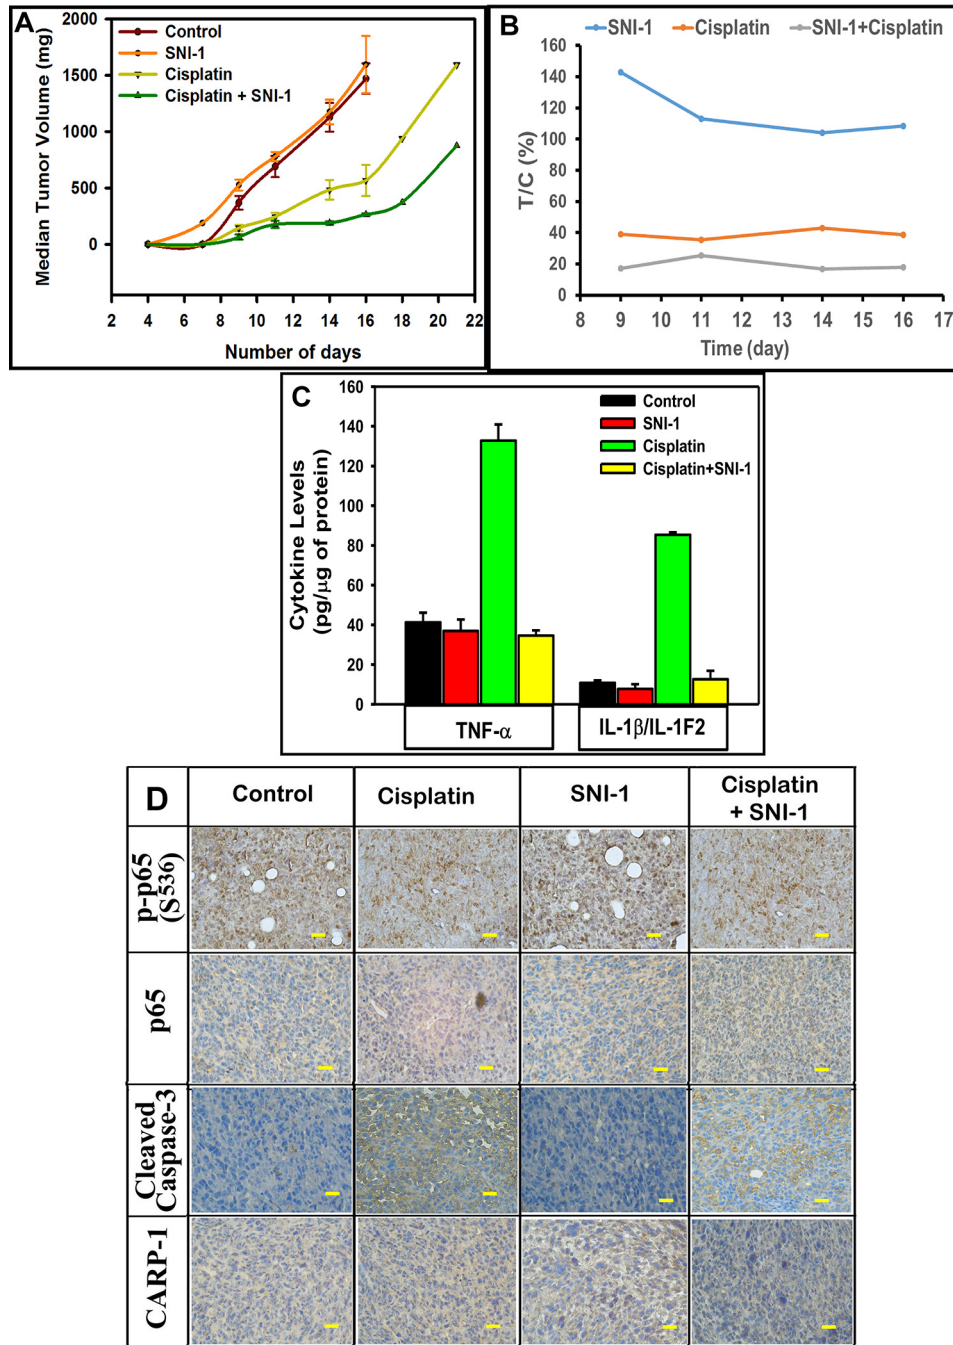 A
Control
SNI-1
Cisplatin
Cisplatin + SNI-1
Median Tumor Volume (mg)
2000
1500
1000
500
0
2 4 6 8 10 12 14 16 18 20 22
Number of days
B
SNI-1 Cisplatin SNI-1+Cisplatin
T/C (%)
160
140
120
100
80
60
40
20
0
8 9 10 11 12 13 14 15 16 17
Time (day)
C
Control
SNI-1
Cisplatin
Cisplatin+SNI-1
Cytokine Levels
(pg/μg of protein)
160
140
120
100
80
60
40
20
0
TNF-α IL-1β/IL-1F2
D Control Cisplatin SNI-1 Cisplatin
+ SNI-1
p-p65
(S536)
p65
Cleaved
Caspase-3
CARP-1